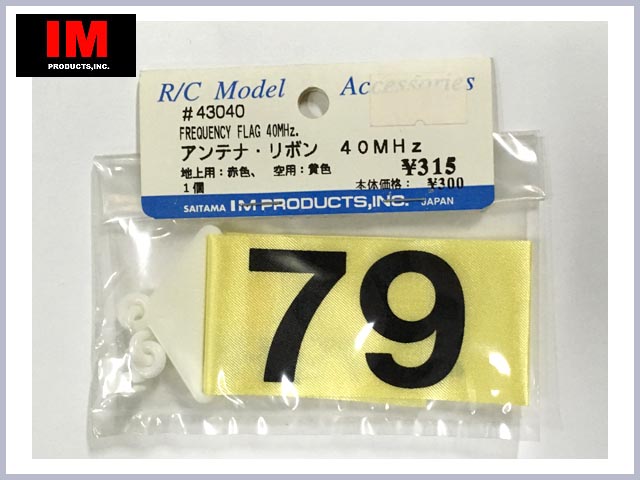 IM
PRODUCTS,INC.
R/C Model Accessories
#43040
FREQUENCY FLAG 40MHz.
アンテナ・リボン 40MHz
¥315
地上用:赤色、 空用:黄色
1個
本体価格: ¥300
SAITAMA IM PRODUCTS,INC. JAPAN
79